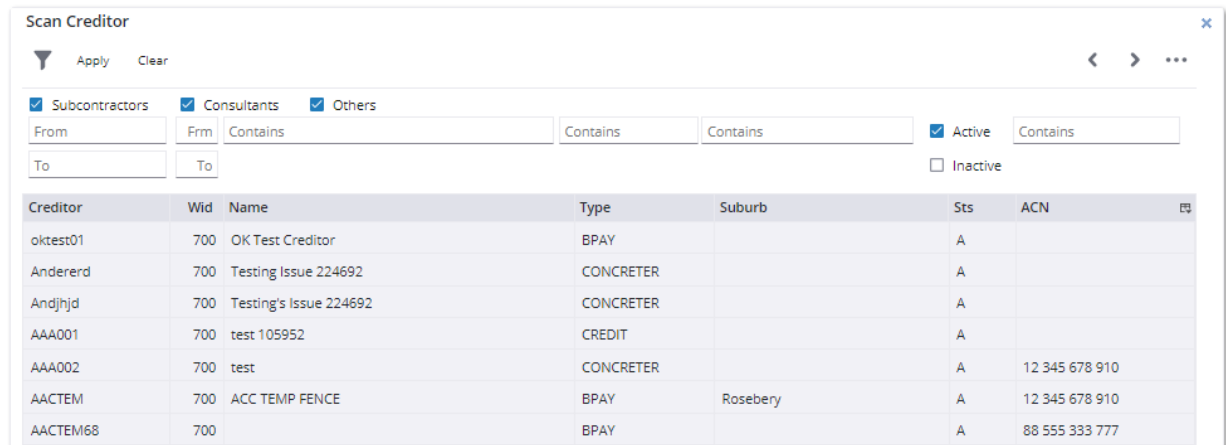 Scan Creditor
Apply Clear
Subcontractors Consultants Others
From Frm Contains Contains Contains Active Contains
To To Inactive
Creditor Wid Name Type Suburb Sts ACN
oktest01 700 OK Test Creditor BPAY A
Andererd 700 Testing Issue 224692 CONCRETER A
Andjhjd 700 Testing's Issue 224692 CONCRETER A
AAA001 700 test 105952 CREDIT A
AAA002 700 test CONCRETER A 12 345 678 910
AACTEM 700 ACC TEMP FENCE BPAY Rosebery A 12 345 678 910
AACTEM68 700 BPAY A 88 555 333 777